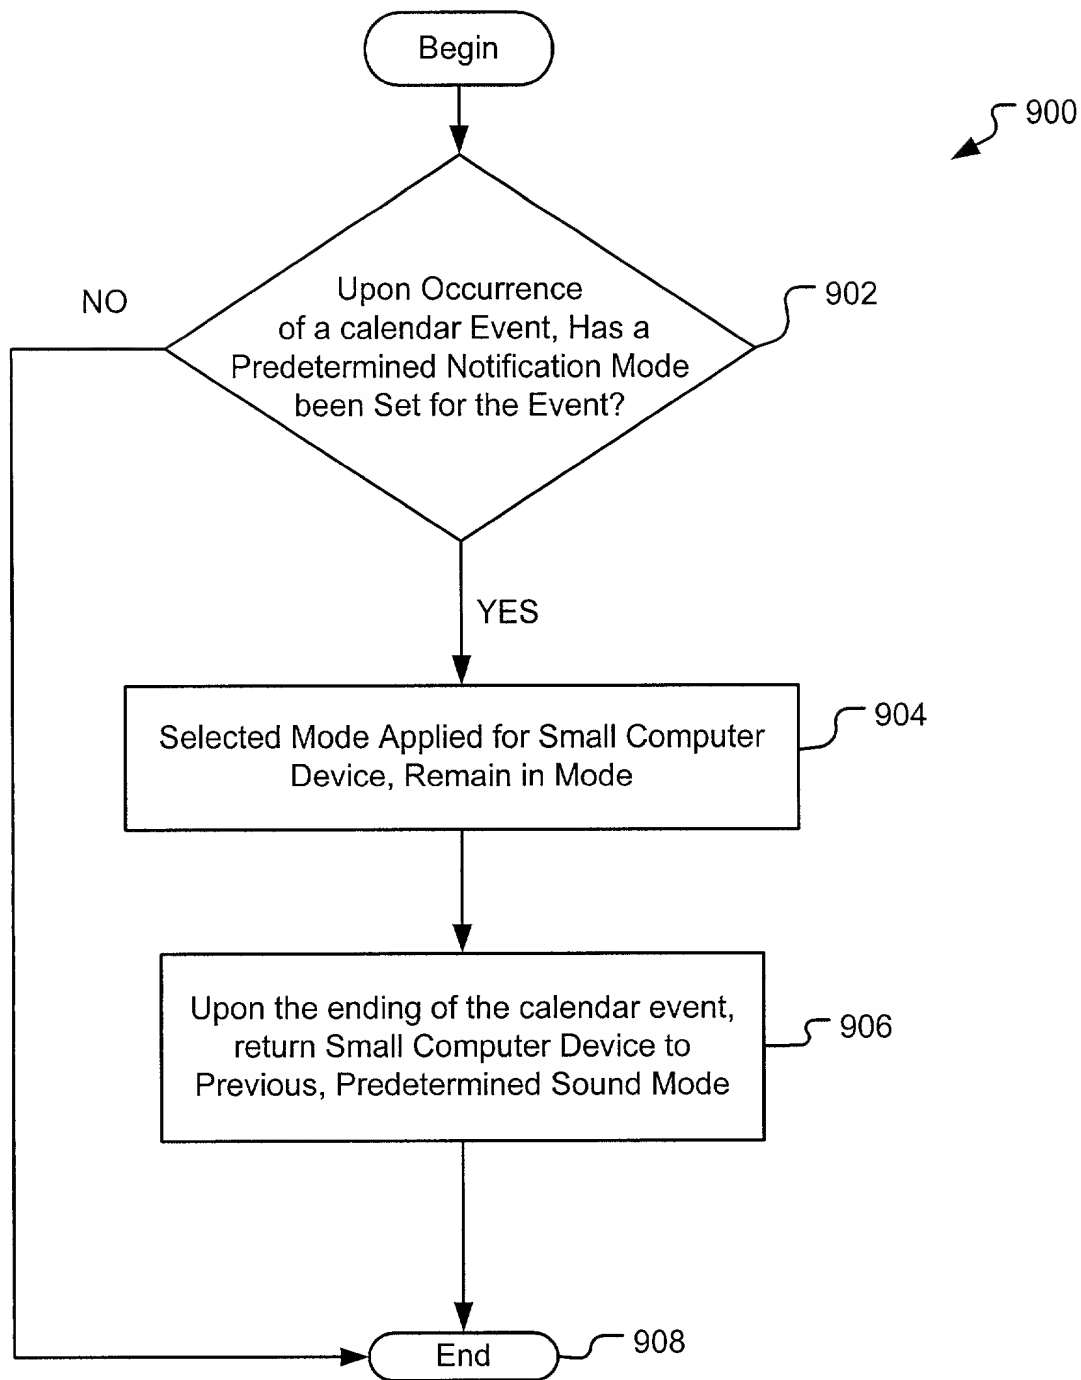 Begin
900
NO
Upon Occurrence
of a calendar Event, Has a
Predetermined Notification Mode
been Set for the Event?
902
YES
Selected Mode Applied for Small Computer
Device, Remain in Mode
904
Upon the ending of the calendar event,
return Small Computer Device to
Previous, Predetermined Sound Mode
906
End
908